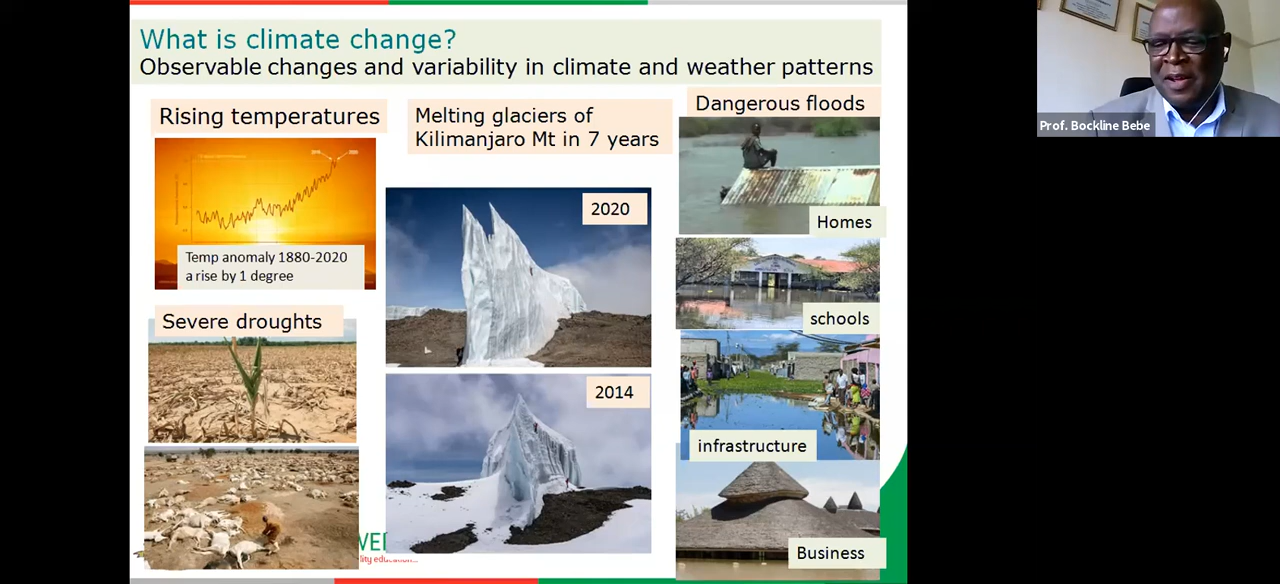 What is climate change?
Observable changes and variability in climate and weather patterns
Rising temperatures
Temp anomaly 1880-2020
a rise by 1 degree
Severe droughts
Melting glaciers of
Kilimanjaro Mt in 7 years
2020
2014
Dangerous floods
Homes
schools
infrastructure
Business
Prof. Bockline Bebe